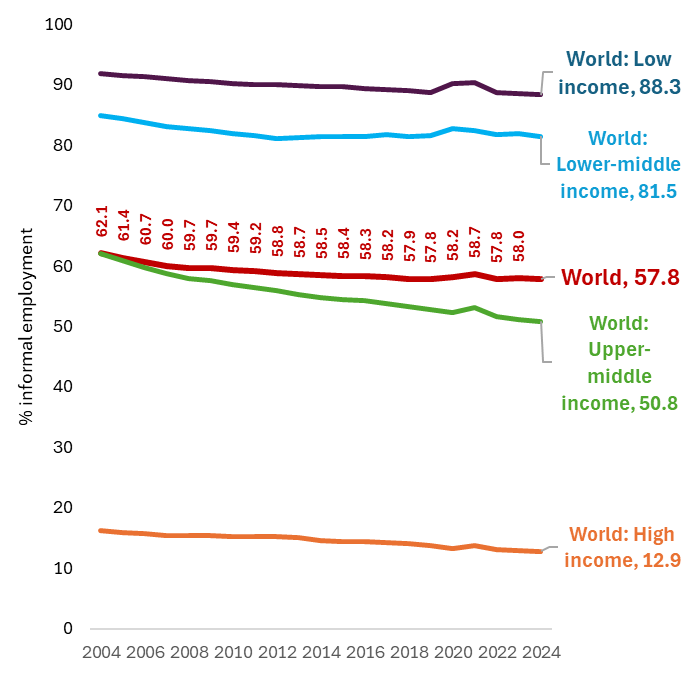 100
90
80
70
60
50
40
30
20
10
0
% informal employment
62.1
61.4
60.7
60.0
59.7
59.7
59.4
59.2
58.8
58.7
58.5
58.4
58.3
58.2
57.9
57.8
58.2
58.7
57.8
58.0
World: Low
income, 88.3
World:
Lower-middle
income, 81.5
World, 57.8
World:
Upper-
middle
income, 50.8
World: High
income, 12.9
2004 2006 2008 2010 2012 2014 2016 2018 2020 2022 2024